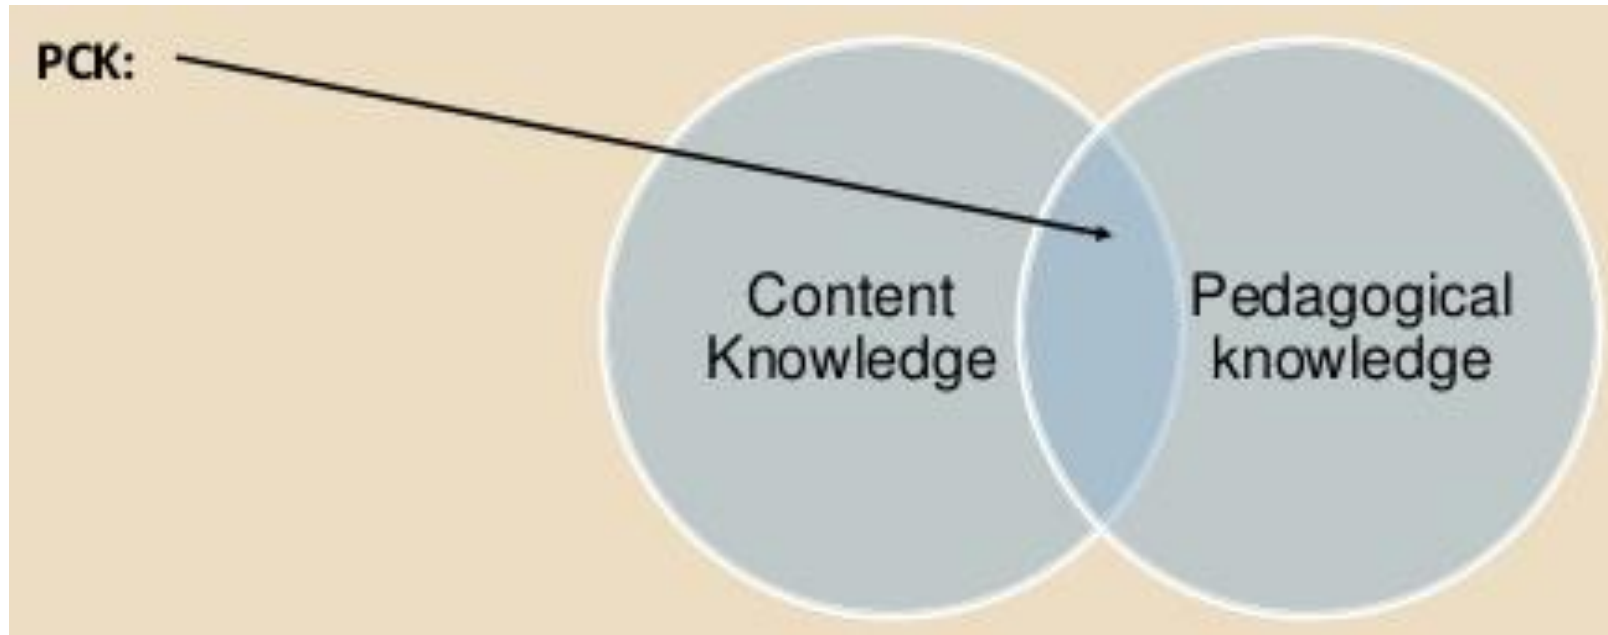 PCK:
Content
Knowledge
Pedagogical
knowledge